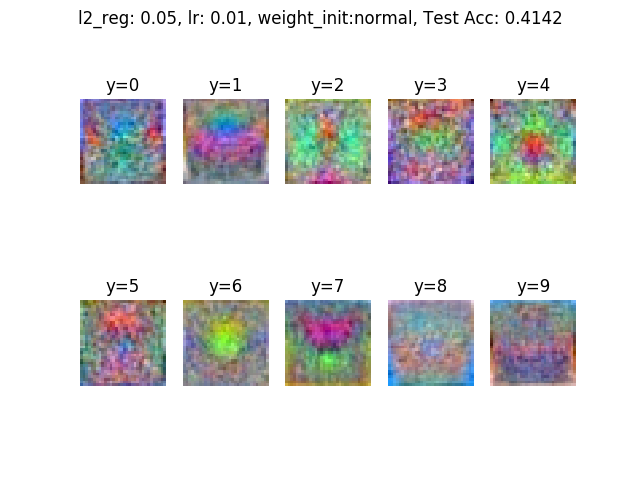 l2_reg: 0.05, lr: 0.01, weight_init:normal, Test Acc: 0.4142
y=0 y=1 y=2 y=3 y=4
y=5 y=6 y=7 y=8 y=9